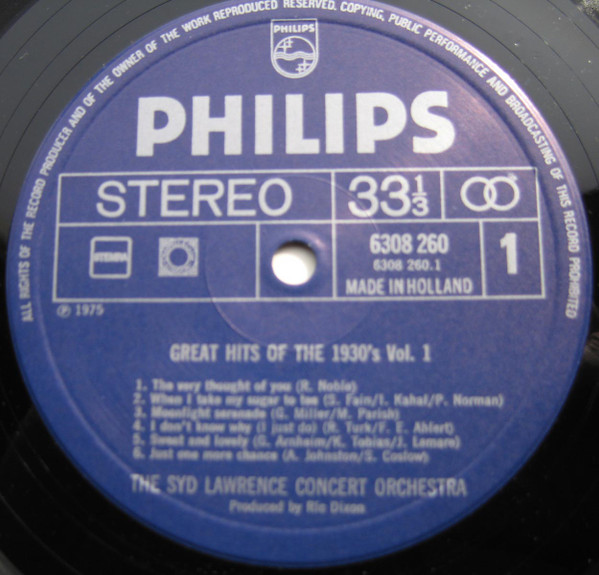 ALL RIGHTS OF THE RECORD PRODUCER AND OF THE OWNER OF THE WORK REPRODUCED RESERVED. COPYING, PUBLIC PERFORMANCE AND BROADCASTING OF THIS RECORD PROHIBITED
PHILIPS
PHILIPS
STEREO 33 1/3
STEMRA 6308 260 1
6308 260.1
MADE IN HOLLAND
℗ 1975
GREAT HITS OF THE 1930's Vol. 1
1. The very thought of you (R. Noble)
2. When I take my sugar to tea (S. Fain/I. Kahal/P. Norman)
3. Moonlight serenade (G. Miller/M. Parish)
4. I don't know why (I just do) (R. Turk/F. E. Ahlert)
5. Sweet and lovely (G. Arnheim/K. Tobias/J. Lemare)
6. Just one more chance (A. Johnston/S. Coslow)
THE SYD LAWRENCE CONCERT ORCHESTRA
Produced by Ric Dixon